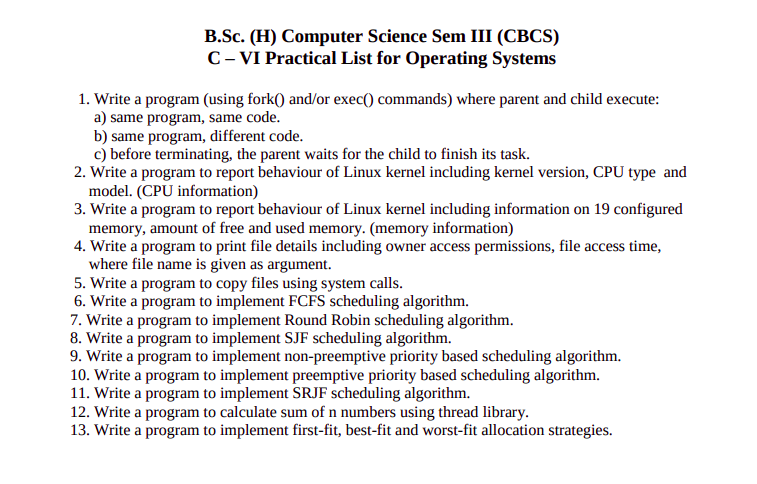 B.Sc. (H) Computer Science Sem III (CBCS)
C – VI Practical List for Operating Systems
1. Write a program (using fork() and/or exec() commands) where parent and child execute:
a) same program, same code.
b) same program, different code.
c) before terminating, the parent waits for the child to finish its task.
2. Write a program to report behaviour of Linux kernel including kernel version, CPU type and
model. (CPU information)
3. Write a program to report behaviour of Linux kernel including information on 19 configured
memory, amount of free and used memory. (memory information)
4. Write a program to print file details including owner access permissions, file access time,
where file name is given as argument.
5. Write a program to copy files using system calls.
6. Write a program to implement FCFS scheduling algorithm.
7. Write a program to implement Round Robin scheduling algorithm.
8. Write a program to implement SJF scheduling algorithm.
9. Write a program to implement non-preemptive priority based scheduling algorithm.
10. Write a program to implement preemptive priority based scheduling algorithm.
11. Write a program to implement SRJF scheduling algorithm.
12. Write a program to calculate sum of n numbers using thread library.
13. Write a program to implement first-fit, best-fit and worst-fit allocation strategies.